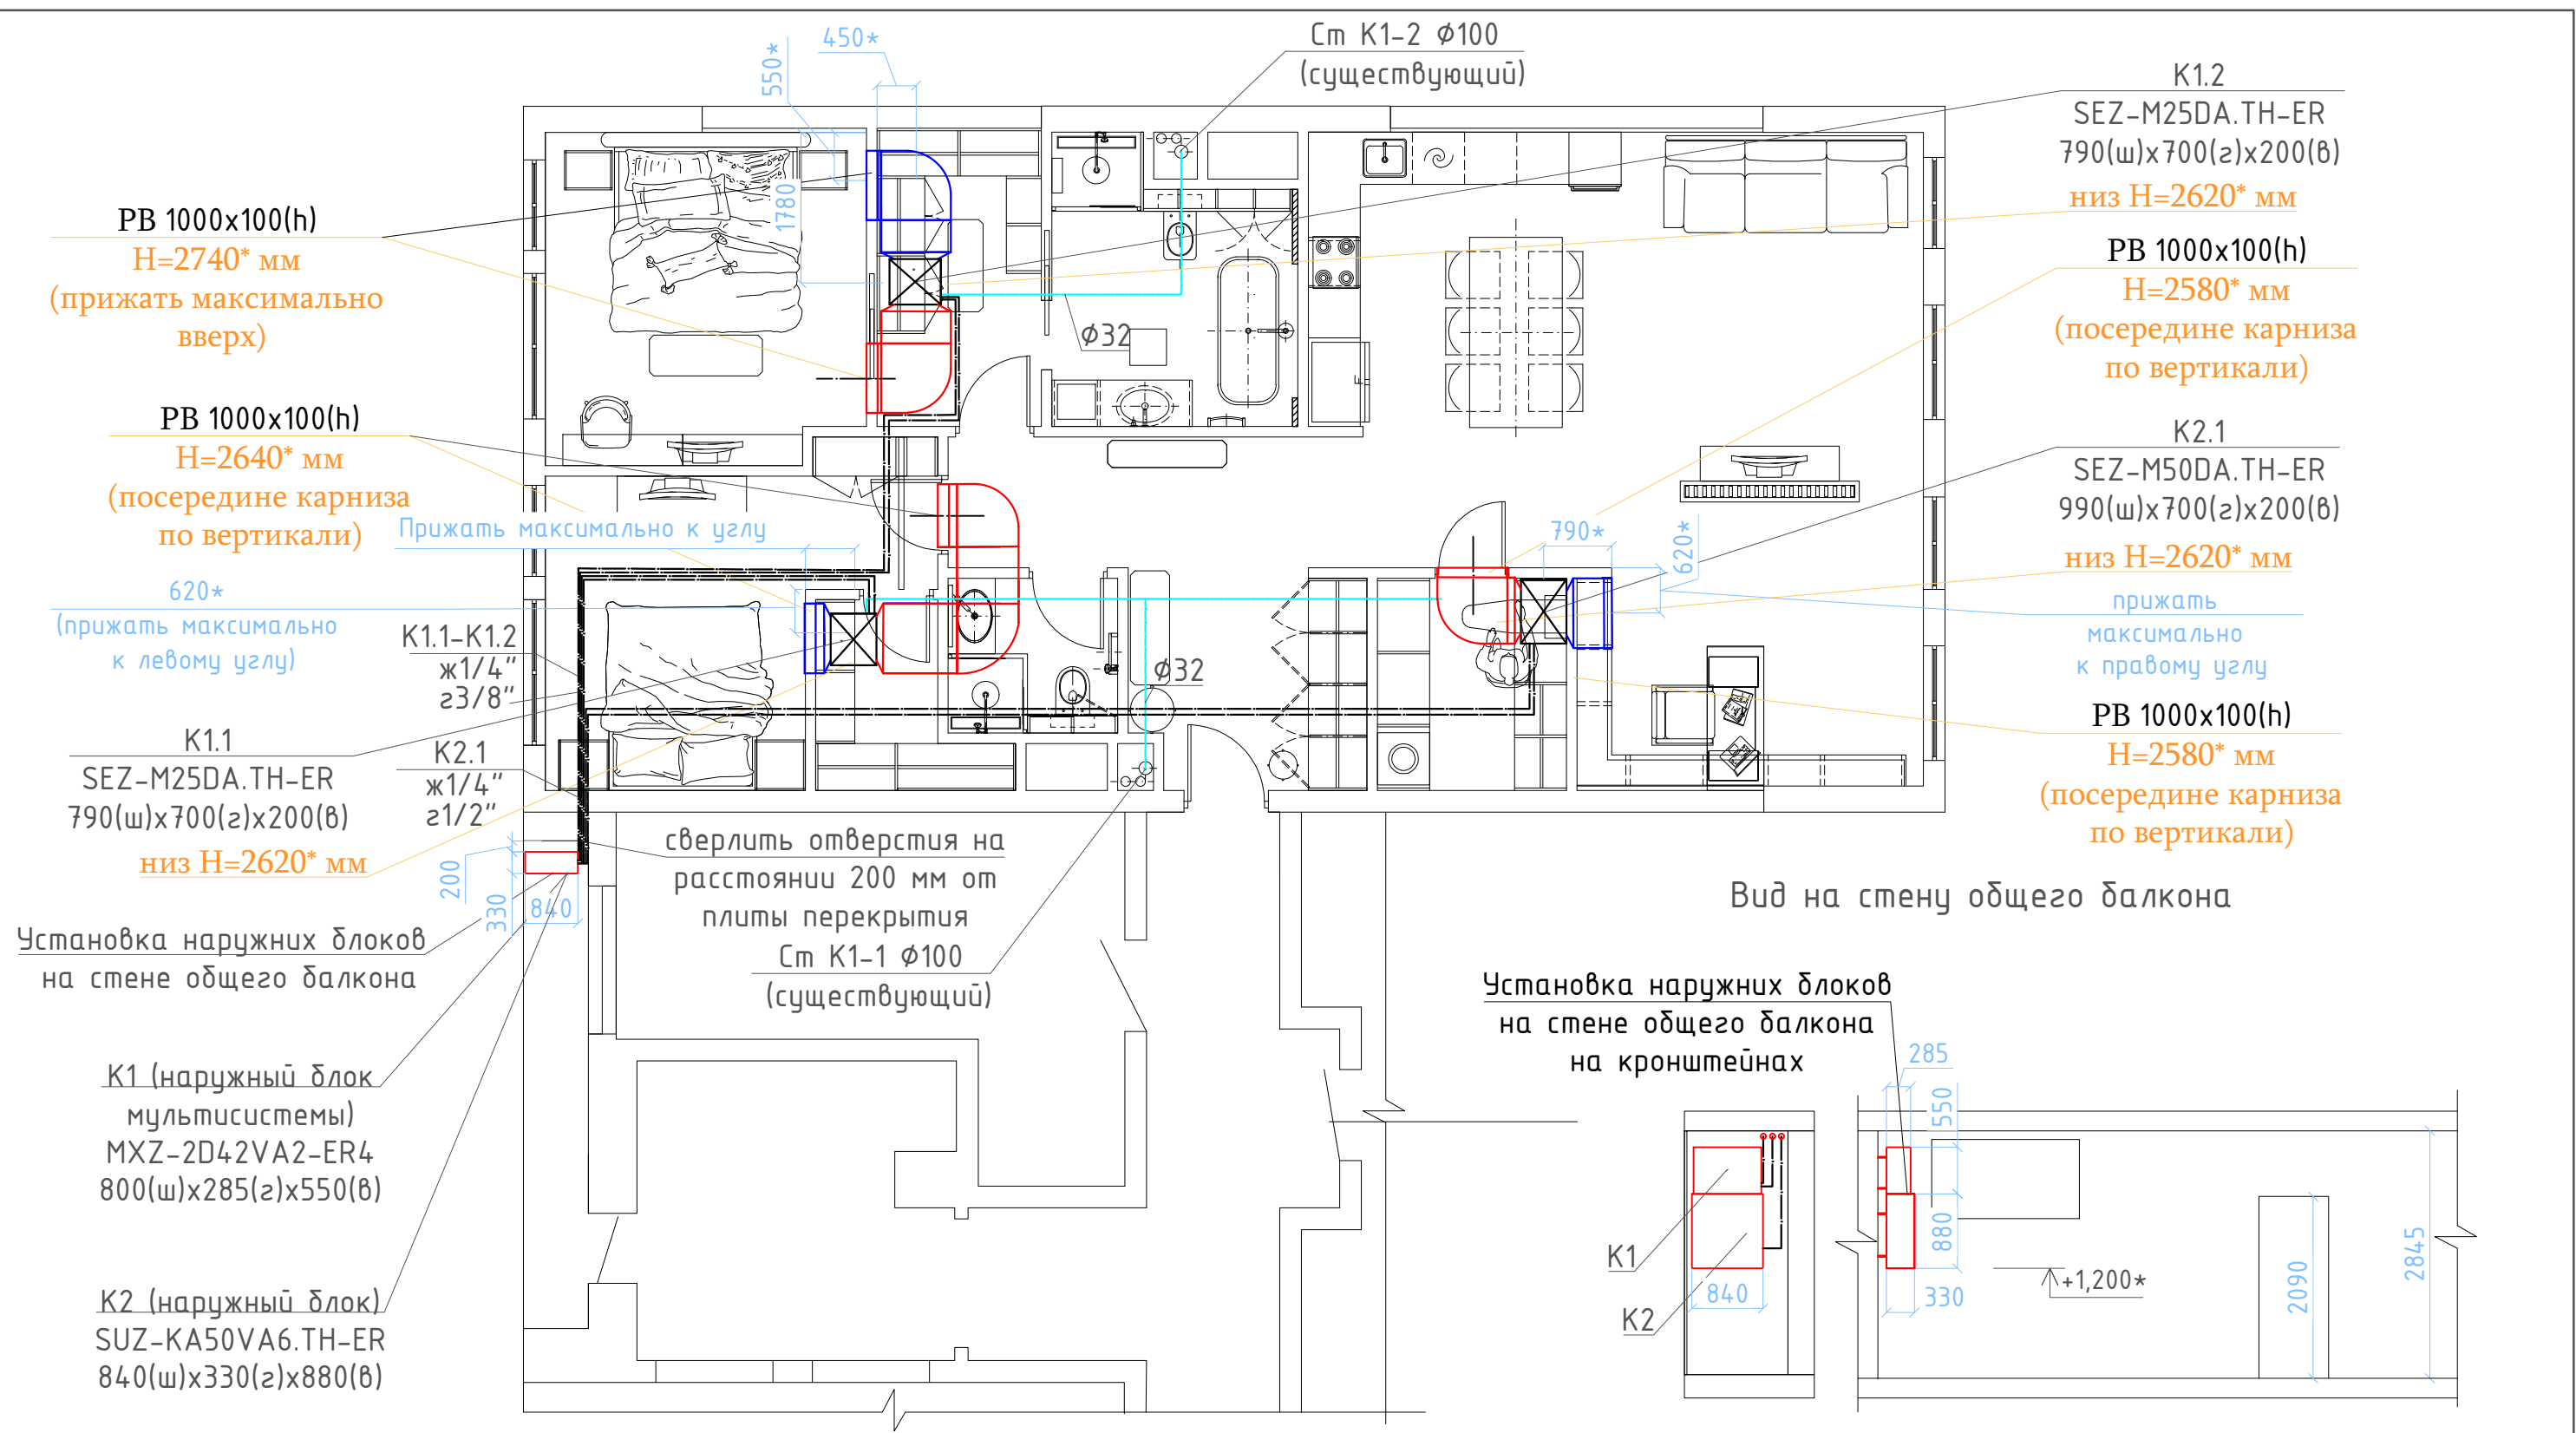 450*
550*
1780
Ст К1-2 Ø100
(существующий)
К1.2
SEZ-M25DA.TH-ER
790(ш)х700(г)х200(в)
низ Н=2620* мм
РВ 1000х100(h)
Н=2740* мм
(прижать максимально
вверх)
РВ 1000х100(h)
Н=2580* мм
(посередине карниза
по вертикали)
Ø32
РВ 1000х100(h)
Н=2640* мм
(посередине карниза
по вертикали)
Прижать максимально к углу
К2.1
SEZ-M50DA.TH-ER
990(ш)х700(г)х200(в)
низ Н=2620* мм
790*
620*
620*
(прижать максимально
к левому углу)
прижать
максимально
к правому углу
К1.1-К1.2
ж1/4"
г3/8"
Ø32
К1.1
SEZ-M25DA.TH-ER
790(ш)х700(г)х200(в)
низ Н=2620* мм
К2.1
ж1/4"
г1/2"
РВ 1000х100(h)
Н=2580* мм
(посередине карниза
по вертикали)
200
330
840
сверлить отверстия на
расстоянии 200 мм от
плиты перекрытия
Ст К1-1 Ø100
(существующий)
Установка наружних блоков
на стене общего балкона
Вид на стену общего балкона
Установка наружних блоков
на стене общего балкона
на кронштейнах
К1 (наружный блок
мультисистемы)
MXZ-2D42VA2-ER4
800(ш)х285(г)х550(в)
К2 (наружный блок)
SUZ-KA50VA6.TH-ER
840(ш)х330(г)х880(в)
К1
К2
840
285
550
880
330
+1,200*
2090
2845